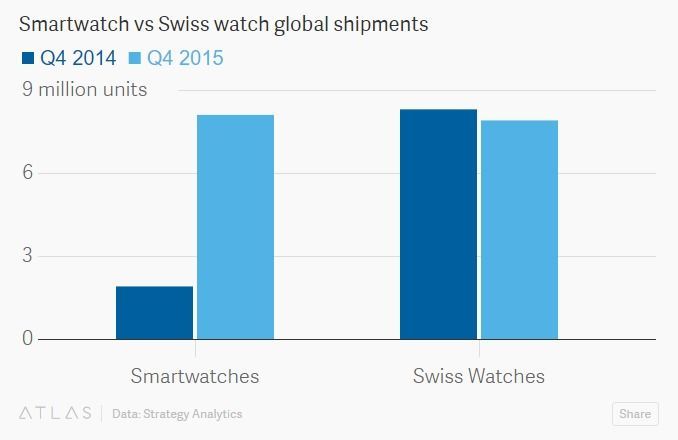 Smartwatch vs Swiss watch global shipments
Q4 2014 Q4 2015
9 million units
6
3
0
Smartwatches Swiss Watches
ATLAS Data: Strategy Analytics Share